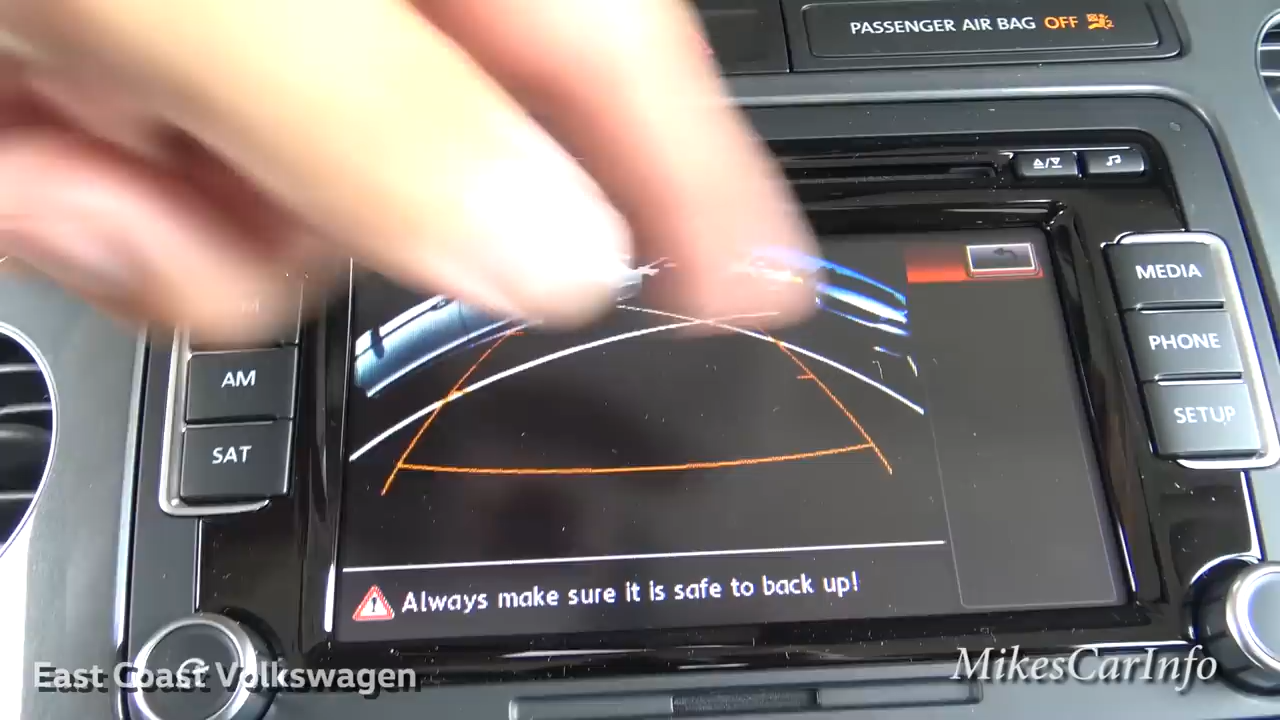 PASSENGER AIR BAG OFF
MEDIA
PHONE
AM
SETUP
SAT
Always make sure it is safe to back up!
East Coast Volkswagen
MikesCarInfo